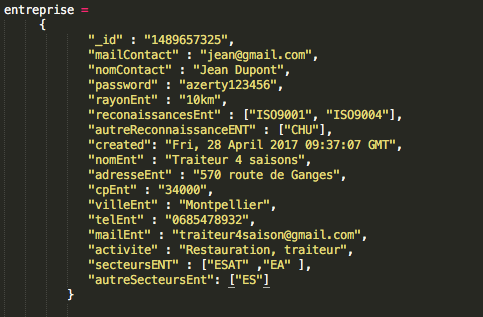 entreprise =
{
"_id" : "1489657325",
"mailContact" : "jean@gmail.com",
"nomContact" : "Jean Dupont",
"password" : "azerty123456",
"rayonEnt" : "10km",
"reconaissancesEnt" : ["ISO9001", "ISO9004"],
"autreReconnaissanceENT" : ["CHU"],
"created": "Fri, 28 April 2017 09:37:07 GMT",
"nomEnt" : "Traiteur 4 saisons",
"adresseEnt" : "570 route de Ganges",
"cpEnt" : "34000",
"villeEnt" : "Montpellier",
"telEnt" : "0685478932",
"mailEnt" : "traiteur4saison@gmail.com",
"activite" : "Restauration, traiteur",
"secteursENT" : ["ESAT" ,"EA" ],
"autreSecteursEnt": ["ES"]
}